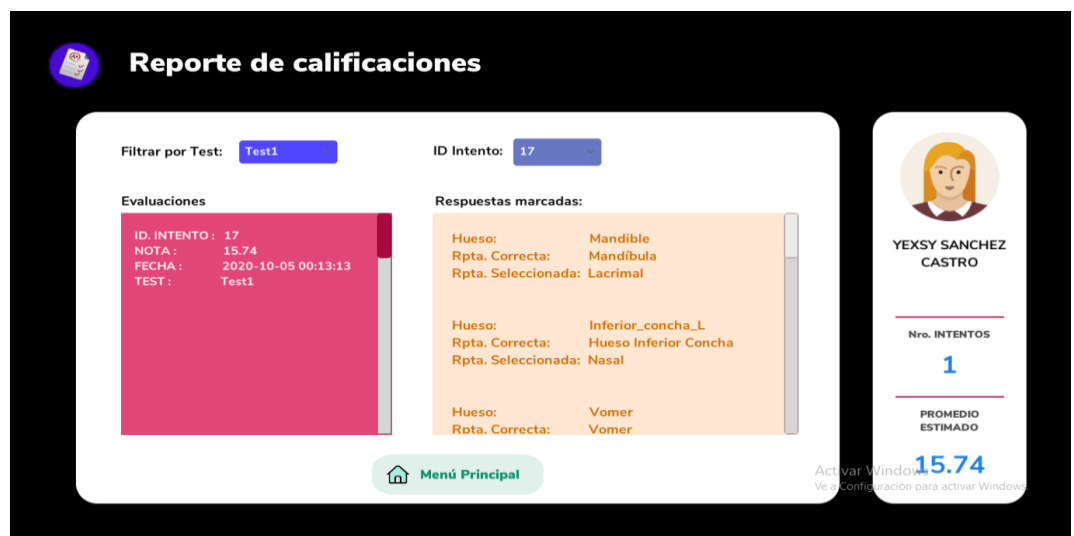 Reporte de calificaciones
Filtrar por Test: Test1
ID Intento: 17
Evaluaciones
ID. INTENTO : 17
NOTA : 15.74
FECHA : 2020-10-05 00:13:13
TEST : Test1
Respuestas marcadas:
Hueso: Mandible
Rpta. Correcta: Mandíbula
Rpta. Seleccionada: Lacrimal
Hueso: Inferior_concha_L
Rpta. Correcta: Hueso Inferior Concha
Rpta. Seleccionada: Nasal
Hueso: Vomer
Rpta. Correcta: Vomer
Menú Principal
YEXSY SANCHEZ
CASTRO
Nro. INTENTOS
1
PROMEDIO
ESTIMADO
15.74
Activar Windows
Ve a Configuración para activar Windows.